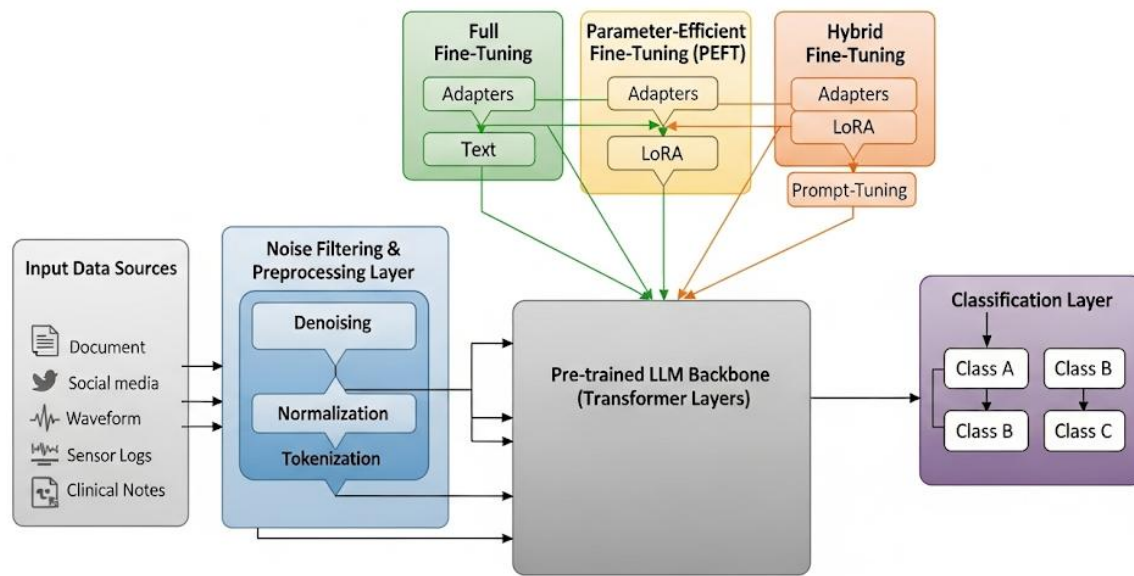 Full
Fine-Tuning
Adapters
Text
Parameter-Efficient
Fine-Tuning (PEFT)
Adapters
LoRA
Hybrid
Fine-Tuning
Adapters
LoRA
Prompt-Tuning
Input Data Sources
Document
Social media
Waveform
Sensor Logs
Clinical Notes
Noise Filtering &
Preprocessing Layer
Denoising
Normalization
Tokenization
Pre-trained LLM Backbone
(Transformer Layers)
Classification Layer
Class A
Class B
Class B
Class C